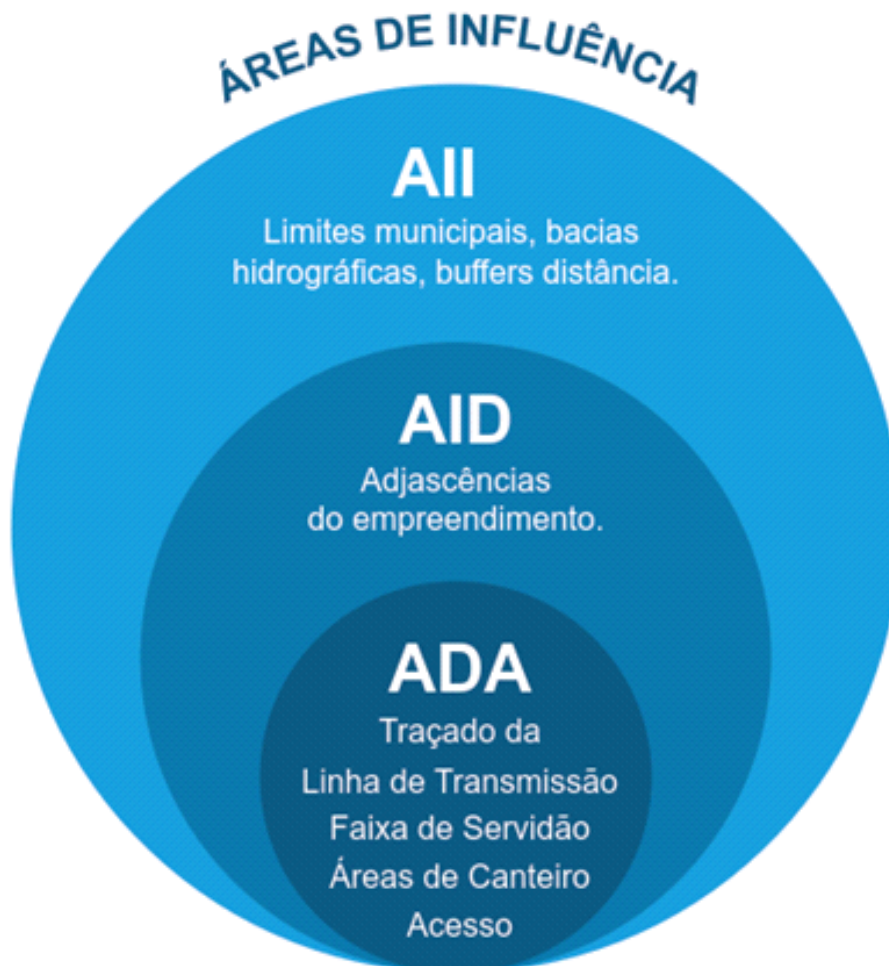 ÁREAS DE INFLUÊNCIA
AII
Limites municipais, bacias
hidrográficas, buffers distância.
AID
Adjascências
do empreendimento.
ADA
Traçado da
Linha de Transmissão
Faixa de Servidão
Áreas de Canteiro
Acesso